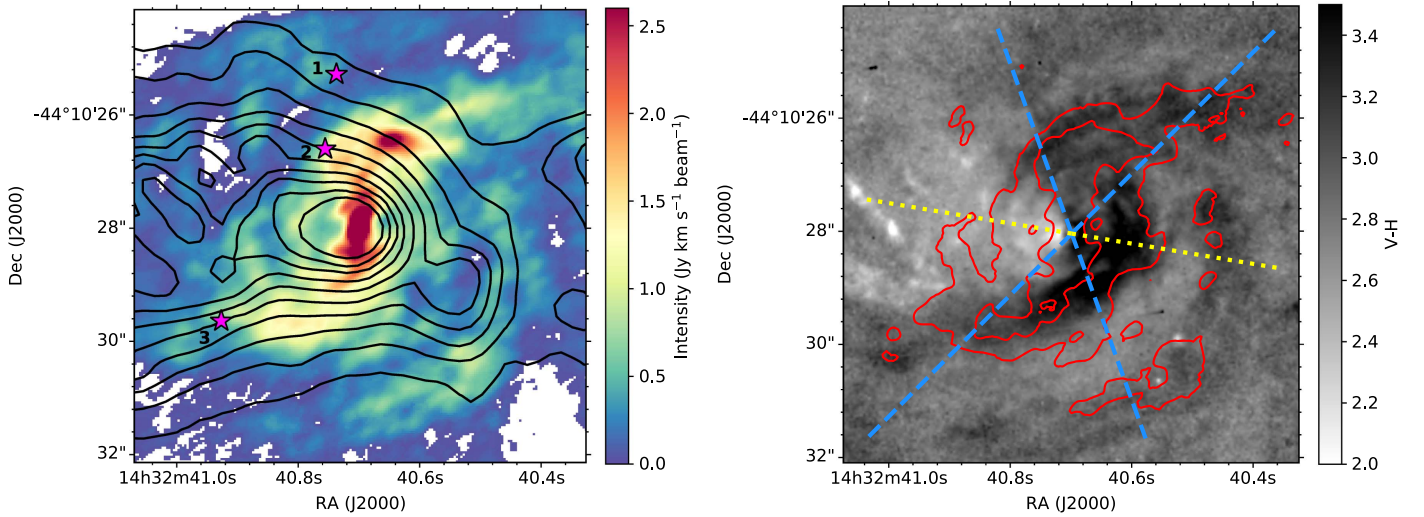 -44°10'26"
28"
30"
32"
Dec (J2000)
14h32m41.0s
40.8s
40.6s
40.4s
RA (J2000)
1
2
3
2.5
2.0
1.5
1.0
0.5
0.0
Intensity (Jy km s⁻¹ beam⁻¹)
-44°10'26"
28"
30"
32"
Dec (J2000)
14h32m41.0s
40.8s
40.6s
40.4s
RA (J2000)
3.4
3.2
3.0
2.8
2.6
2.4
2.2
2.0
V-H